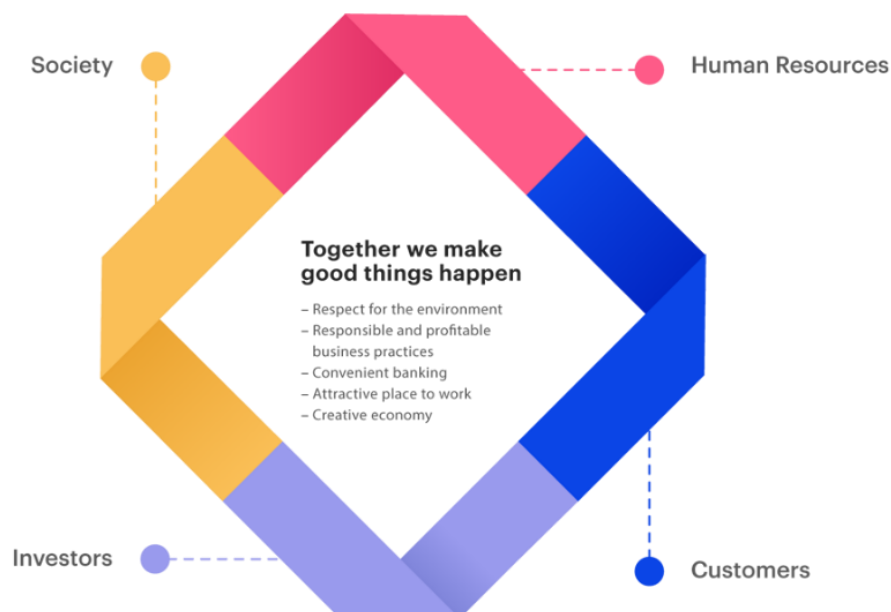 Society
Human Resources
Together we make
good things happen
– Respect for the environment
– Responsible and profitable
business practices
– Convenient banking
– Attractive place to work
– Creative economy
Investors
Customers